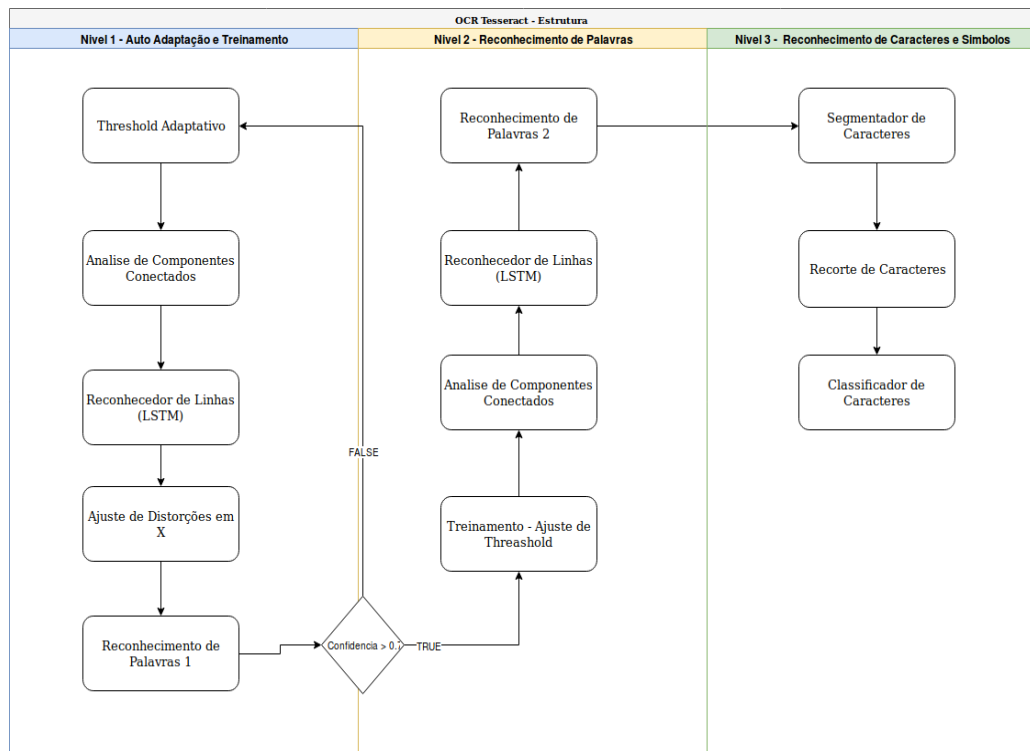 OCR Tesseract - Estrutura
Nivel 1 - Auto Adaptação e Treinamento
Nivel 2 - Reconhecimento de Palavras
Nivel 3 - Reconhecimento de Caracteres e Simbolos
Threshold Adaptativo
Analise de Componentes
Conectados
Reconhecedor de Linhas
(LSTM)
Ajuste de Distorções em
X
Reconhecimento de
Palavras 1
Confidencia > 0.
FALSE
TRUE
Treinamento - Ajuste de
Threashold
Analise de Componentes
Conectados
Reconhecedor de Linhas
(LSTM)
Reconhecimento de
Palavras 2
Segmentador de
Caracteres
Recorte de Caracteres
Classificador de
Caracteres